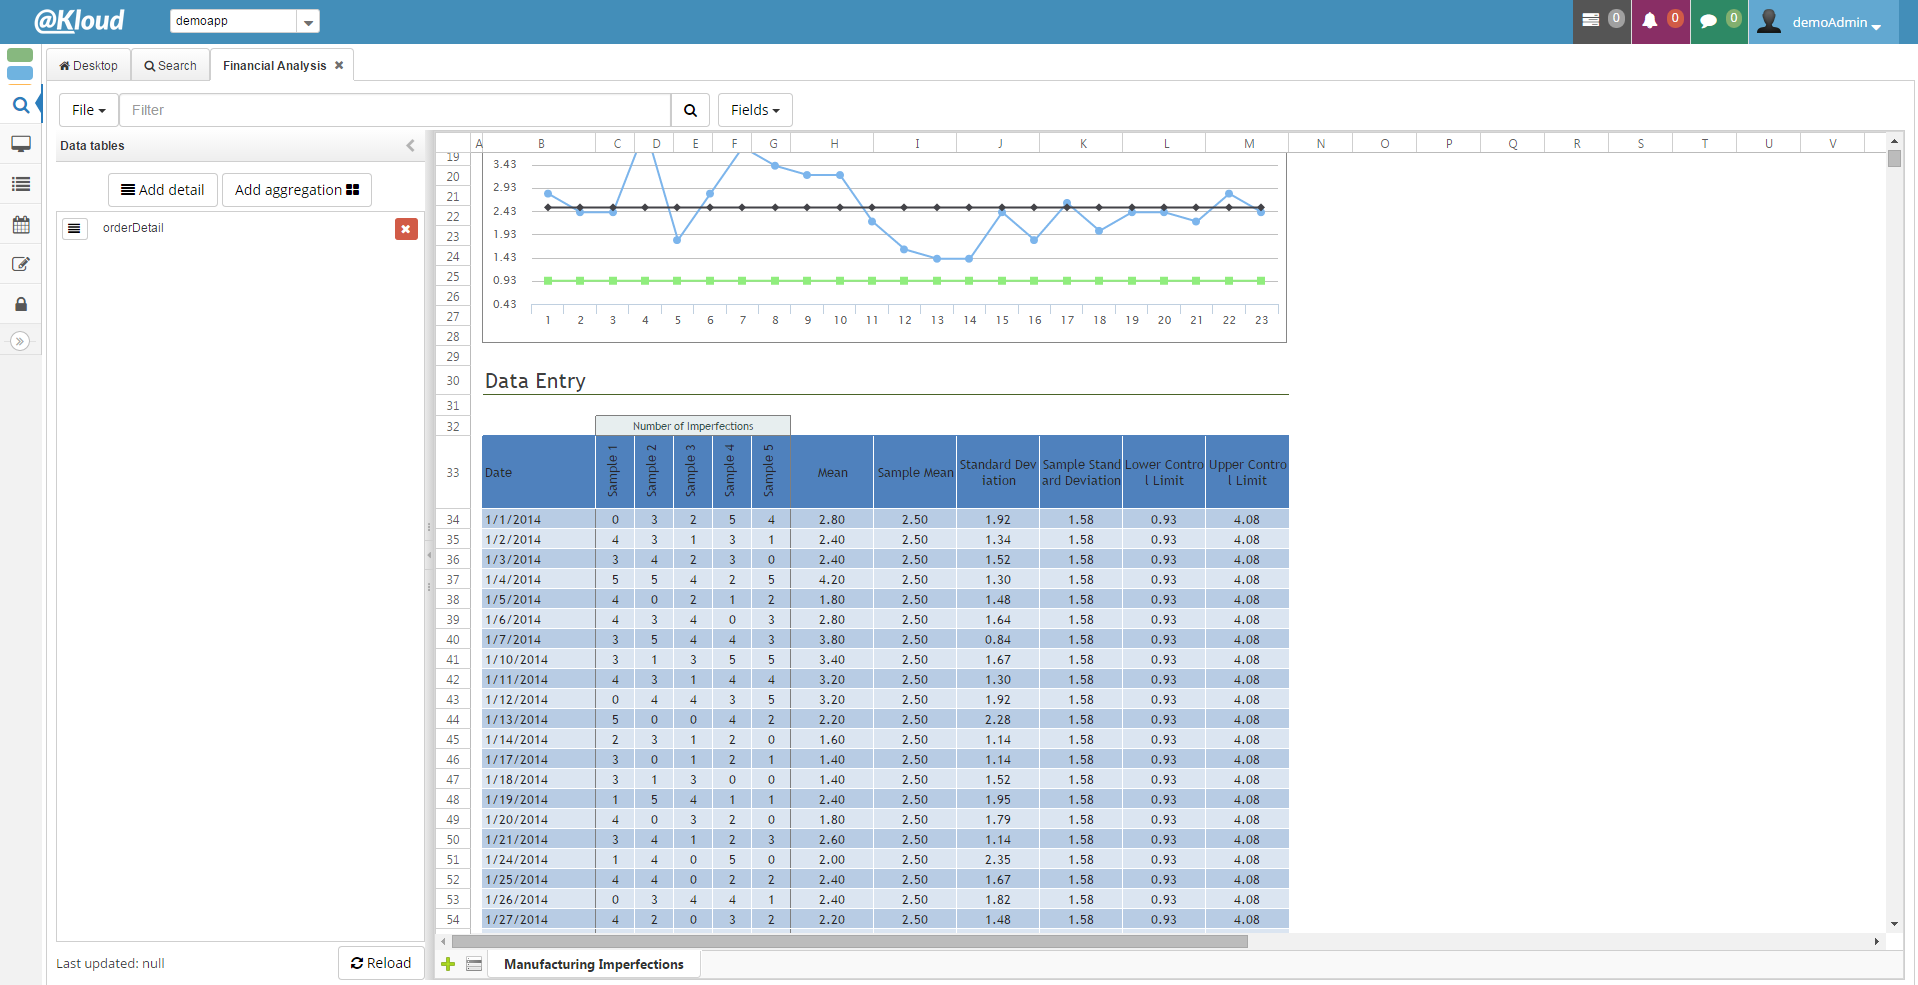 @Kloud demoapp 0 0 0 demoAdmin
Desktop Search Financial Analysis
File Filter Fields
Data tables
Add detail Add aggregation
orderDetail
Last updated: null Reload
A B C D E F G H I J K L M N O P Q R S T U V
19 3.43
20 2.93
21 2.43
22
23 1.93
24 1.43
25 0.93
26 0.43
27 1 2 3 4 5 6 7 8 9 10 11 12 13 14 15 16 17 18 19 20 21 22 23
28
29
30 Data Entry
31
32 Number of Imperfections
33 Date Sample 1 Sample 2 Sample 3 Sample 4 Sample 5 Mean Sample Mean Standard Deviation Sample Standard Deviation Lower Control Limit Upper Control Limit
34 1/1/2014 0 3 2 5 4 2.80 2.50 1.92 1.58 0.93 4.08
35 1/2/2014 4 3 1 3 1 2.40 2.50 1.34 1.58 0.93 4.08
36 1/3/2014 3 4 2 3 0 2.40 2.50 1.52 1.58 0.93 4.08
37 1/4/2014 5 5 4 2 5 4.20 2.50 1.30 1.58 0.93 4.08
38 1/5/2014 4 0 2 1 2 1.80 2.50 1.48 1.58 0.93 4.08
39 1/6/2014 4 3 4 0 3 2.80 2.50 1.64 1.58 0.93 4.08
40 1/7/2014 3 5 4 4 3 3.80 2.50 0.84 1.58 0.93 4.08
41 1/10/2014 3 1 3 5 5 3.40 2.50 1.67 1.58 0.93 4.08
42 1/11/2014 4 3 1 4 4 3.20 2.50 1.30 1.58 0.93 4.08
43 1/12/2014 0 4 4 3 5 3.20 2.50 1.92 1.58 0.93 4.08
44 1/13/2014 5 0 0 4 2 2.20 2.50 2.28 1.58 0.93 4.08
45 1/14/2014 2 3 1 2 0 1.60 2.50 1.14 1.58 0.93 4.08
46 1/17/2014 3 0 1 2 1 1.40 2.50 1.14 1.58 0.93 4.08
47 1/18/2014 3 1 3 0 0 1.40 2.50 1.52 1.58 0.93 4.08
48 1/19/2014 1 5 4 1 1 2.40 2.50 1.95 1.58 0.93 4.08
49 1/20/2014 4 0 3 2 0 1.80 2.50 1.79 1.58 0.93 4.08
50 1/21/2014 3 4 1 2 3 2.60 2.50 1.14 1.58 0.93 4.08
51 1/24/2014 1 4 0 5 0 2.00 2.50 2.35 1.58 0.93 4.08
52 1/25/2014 4 4 0 2 2 2.40 2.50 1.67 1.58 0.93 4.08
53 1/26/2014 0 3 4 4 1 2.40 2.50 1.82 1.58 0.93 4.08
54 1/27/2014 4 2 0 3 2 2.20 2.50 1.48 1.58 0.93 4.08
Manufacturing Imperfections